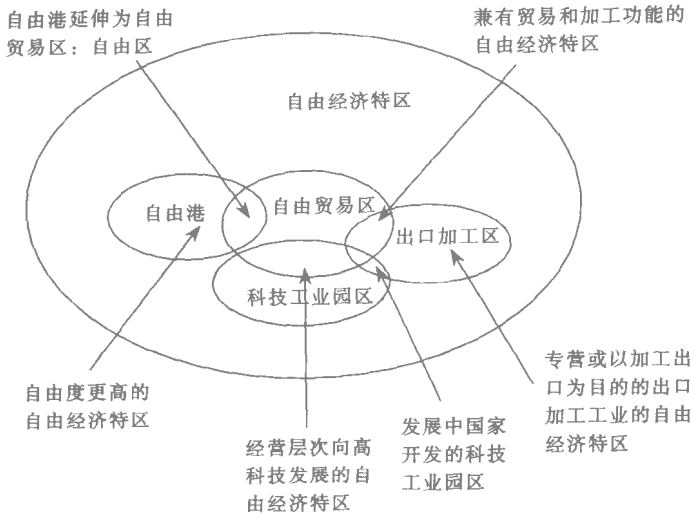 自由港延伸为自由
贸易区：自由区
兼有贸易和加工功能的
自由经济特区
自由经济特区
自由港
自由贸易区
出口加工区
科技工业园区
自由度更高的
自由经济特区
经营层次向高
科技发展的自
由经济特区
发展中国家
开发的科技
工业园区
专营或以加工出
口为目的的出口
加工工业的自由
经济特区